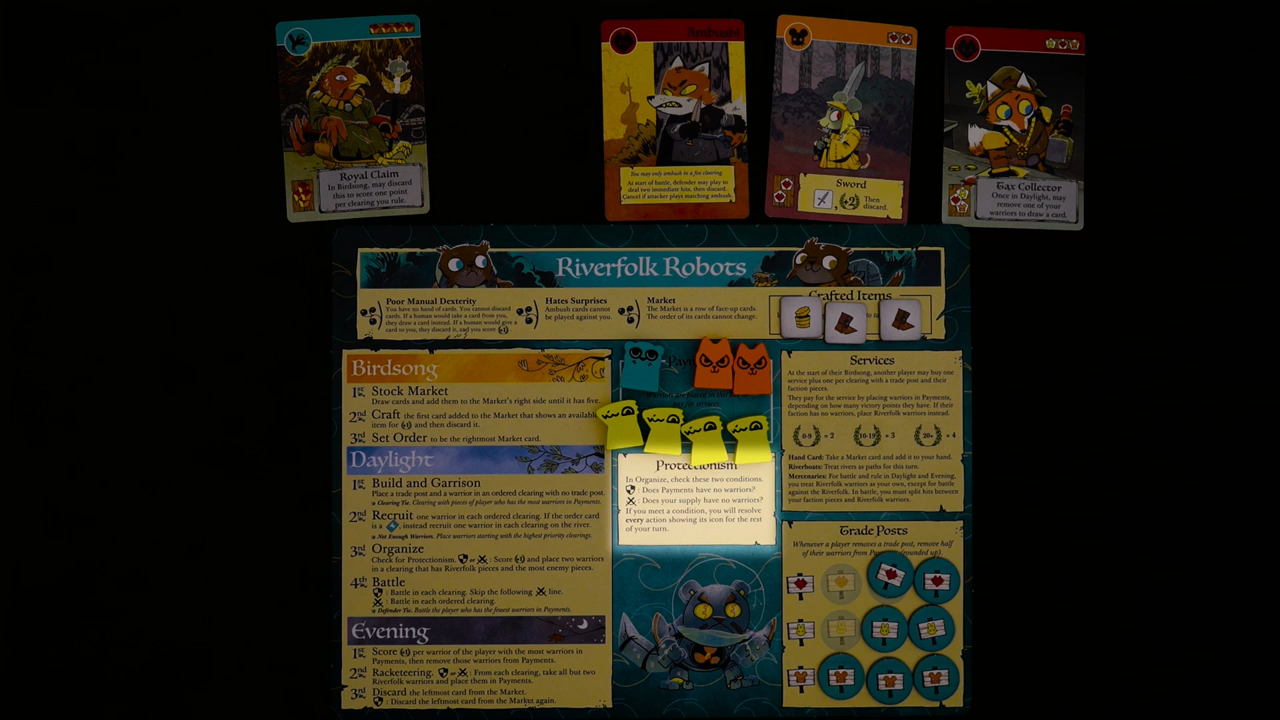 Ambush!
Royal Claim
In Birdsong, may discard
this to score one point
per clearing you rule.
You may only ambush in a fox clearing.
At start of battle, defender may play to
deal two immediate hits, then discard.
Cancel if attacker plays matching ambush.
Sword
+2 Then
discard.
Tax Collector
Once in Daylight, may
remove one of your
warriors to draw a card.
Riverfolk Robots
Poor Manual Dexterity
You have no hand of cards. You cannot discard
cards. If a human would take a card from you,
they draw a card instead. If a human would give a
card to you, they discard it, and you score +1.
Hates Surprises
Ambush cards cannot
be played against you.
Market
The Market is a row of face-up cards.
The order of its cards cannot change.
Crafted Items
Birdsong
1st Stock Market
Draw cards and add them to the Market's right side until it has five.
2nd Craft the first card added to the Market that shows an available
item for +1 and then discard it.
3rd Set Order to be the rightmost Market card.
Daylight
1st Build and Garrison
Place a trade post and a warrior in an ordered clearing with no trade post.
Clearing Tie. Clearing with pieces of player who has the most warriors in Payments.
2nd Recruit one warrior in each ordered clearing. If the order card
is a , instead recruit one warrior in each clearing on the river.
Not Enough Warriors. Place warriors starting with the highest priority clearings.
3rd Organize
Check for Protectionism. or : Score +1 and place two warriors
in a clearing that has Riverfolk pieces and the most enemy pieces.
4th Battle
: Battle in each clearing. Skip the following line.
: Battle in each ordered clearing.
Defender Tie. Battle the player who has the fewest warriors in Payments.
Evening
1st Score +1 per warrior of the player with the most warriors in
Payments, then remove those warriors from Payments.
2nd Racketeering. or : From each clearing, take all but two
Riverfolk warriors and place them in Payments.
3rd Discard the leftmost card from the Market.
: Discard the leftmost card from the Market again.
Protectionism
In Organize, check these two conditions.
: Does Payments have no warriors?
: Does your supply have no warriors?
If you meet a condition, you will resolve
every action showing its icon for the rest
of your turn.
Services
At the start of their Birdsong, another player may buy one
service plus one per clearing with a trade post and their
faction pieces.
They pay for the service by placing warriors in Payments,
depending on how many victory points they have. If their
faction has no warriors, place Riverfolk warriors instead.
0-9 = 2 10-19 = 3 20+ = 4
Hand Card: Take a Market card and add it to your hand.
Riverboats: Treat rivers as paths for this turn.
Mercenaries: For battle and rule in Daylight and Evening,
you treat Riverfolk warriors as your own, except for battle
against the Riverfolk. In battle, you must split hits between
your faction pieces and Riverfolk warriors.
Trade Posts
Whenever a player removes a trade post, remove half
of their warriors from (rounded up).